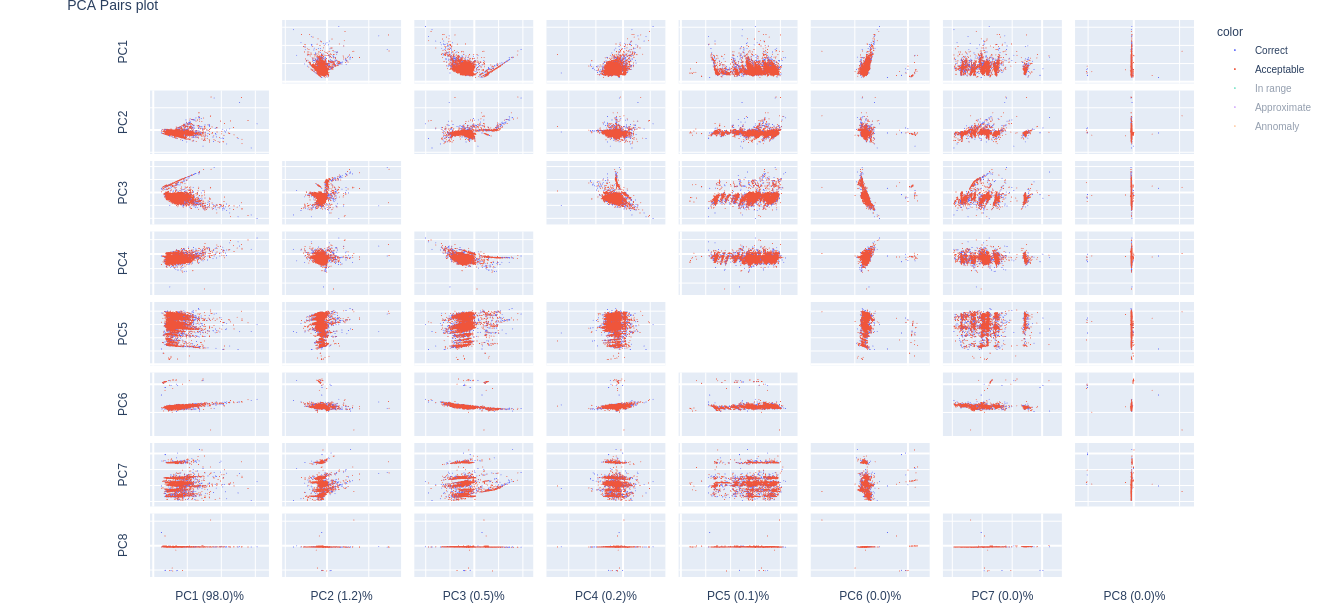 PCA Pairs plot
color
Correct
Acceptable
In range
Approximate
Annomaly
PC1
PC2
PC3
PC4
PC5
PC6
PC7
PC8
PC1 (98.0)%
PC2 (1.2)%
PC3 (0.5)%
PC4 (0.2)%
PC5 (0.1)%
PC6 (0.0)%
PC7 (0.0)%
PC8 (0.0)%